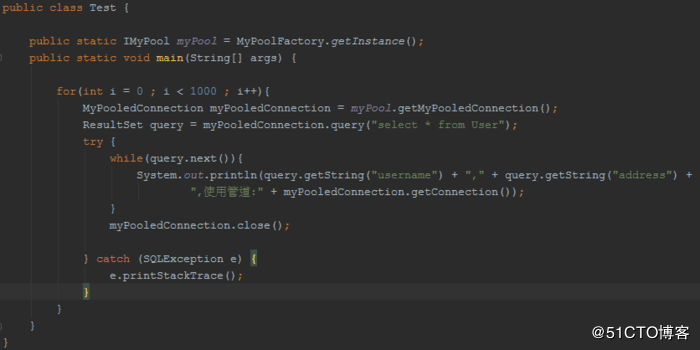 public class Test {
public static IMyPool myPool = MyPoolFactory.getInstance();
public static void main(String[] args) {
for(int i = 0 ; i < 1000 ; i++){
MyPooledConnection myPooledConnection = myPool.getMyPooledConnection();
ResultSet query = myPooledConnection.query("select * from User");
try {
while(query.next()){
System.out.println(query.getString("username") + "," + query.getString("address") +
",使用管道:" + myPooledConnection.getConnection());
}
myPooledConnection.close();
} catch (SQLException e) {
e.printStackTrace();
}
}
}
}
@51CTO博客